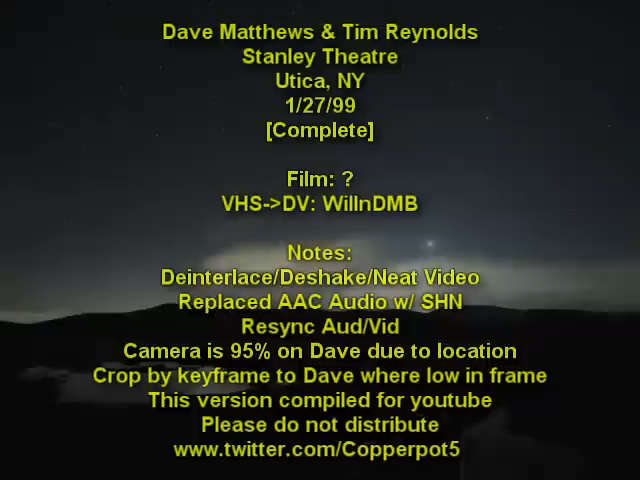 Dave Matthews & Tim Reynolds
Stanley Theatre
Utica, NY
1/27/99
[Complete]
Film: ?
VHS->DV: WillnDMB
Notes:
Deinterlace/Deshake/Neat Video
Replaced AAC Audio w/ SHN
Resync Aud/Vid
Camera is 95% on Dave due to location
Crop by keyframe to Dave where low in frame
This version compiled for youtube
Please do not distribute
www.twitter.com/Copperpot5